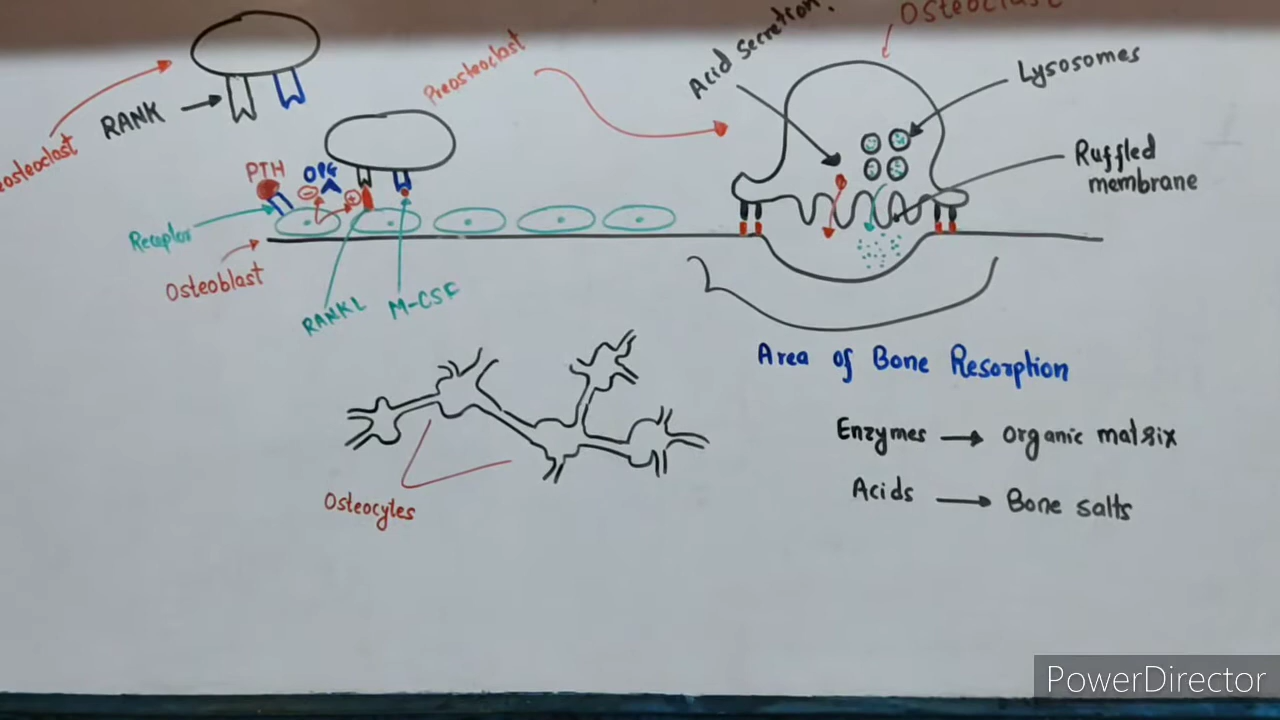 Acid secretion.
Osteoclast
Preosteoclast
Lysosomes
RANK
Ruffled
membrane
PTH
OPG
Receptor
Osteoblast
RANKL
M-CSF
Area of Bone Resorption
Enzymes → organic matrix
Acids → Bone salts
Osteocytes
PowerDirector